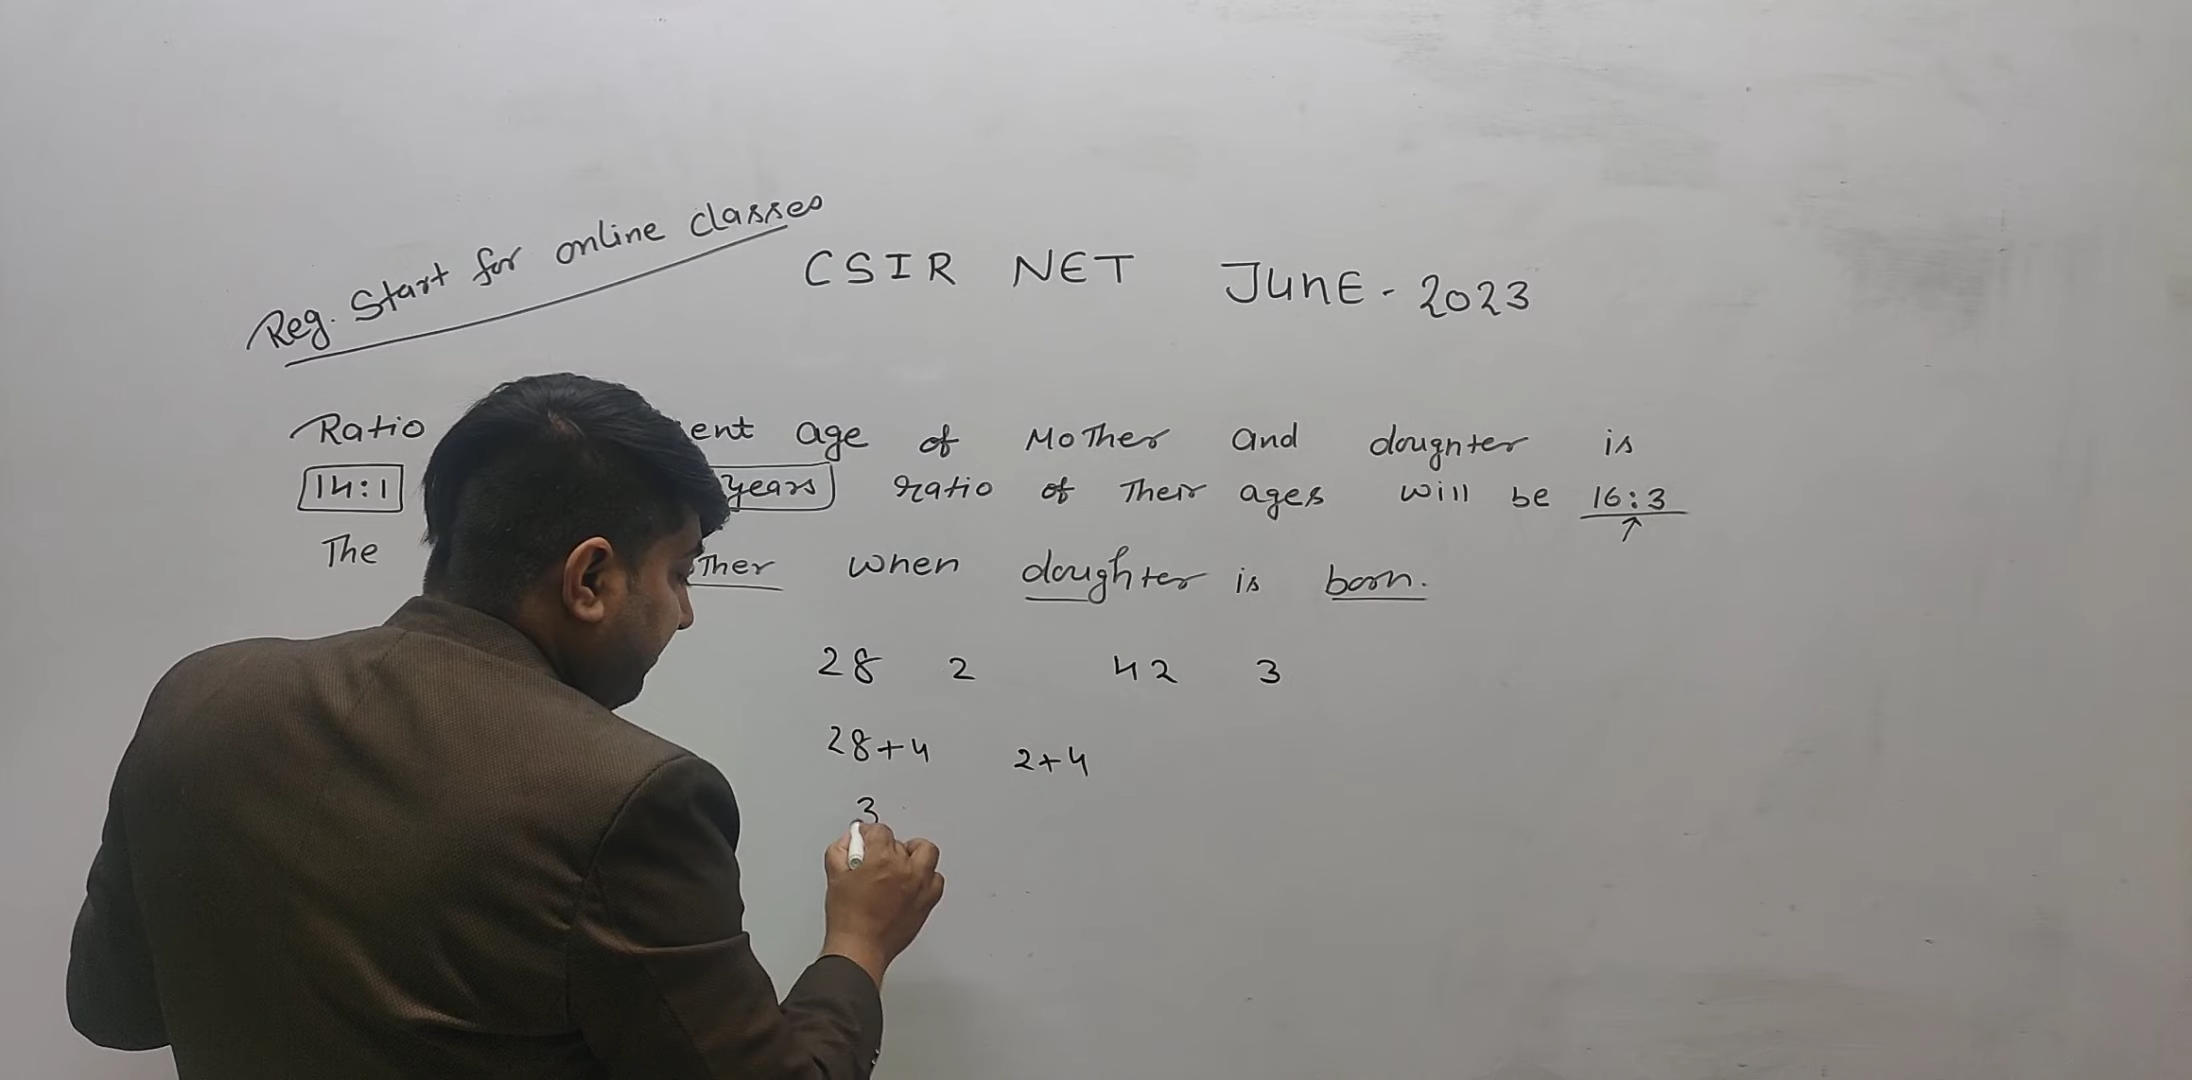 Reg. Start for online classes
CSIR NET JUNE - 2023
Ratio ent age of Mother and doughter is
14:1 years ratio of Their ages will be 16:3
The ther when doughter is born.
28 2 42 3
28+4 2+4
3